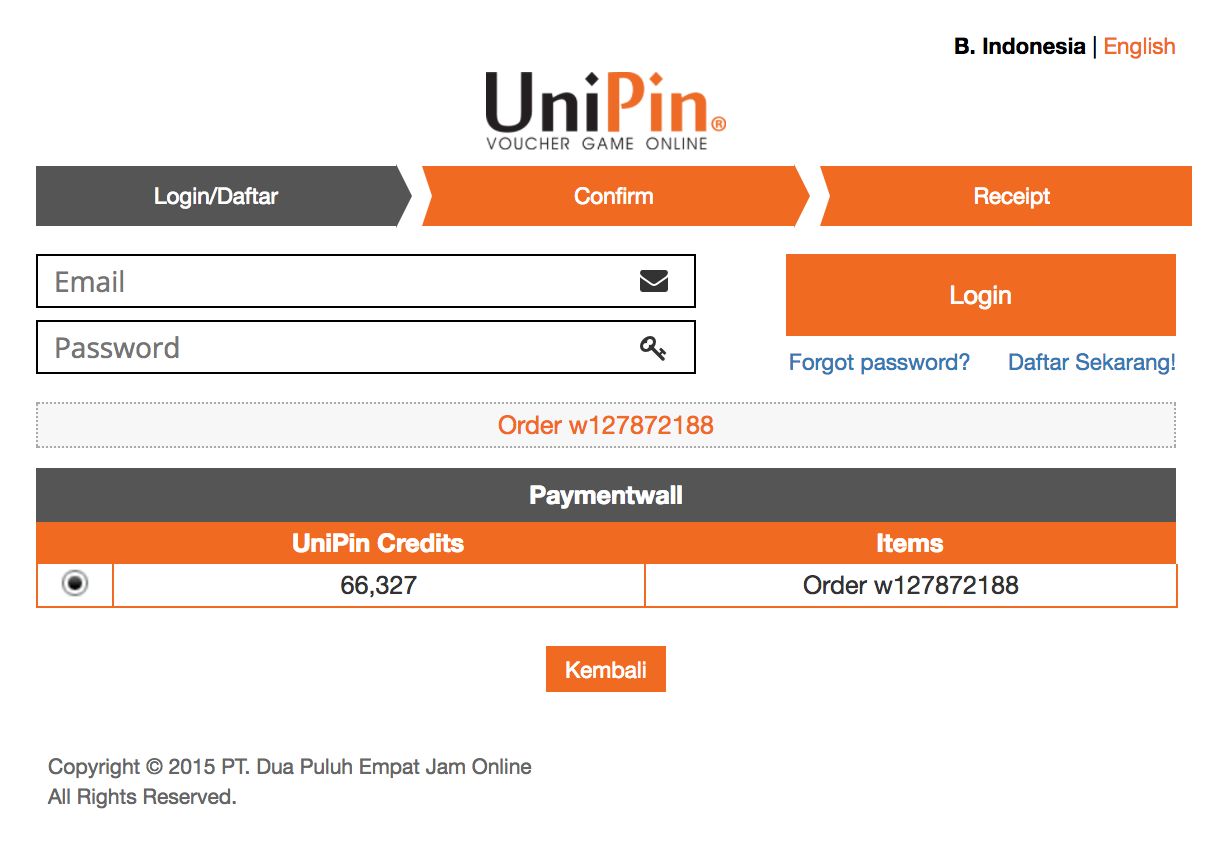 B. Indonesia | English
UniPin®
VOUCHER GAME ONLINE
Login/Daftar Confirm Receipt
Email
Login
Password
Forgot password? Daftar Sekarang!
Order w127872188
Paymentwall
UniPin Credits Items
66,327 Order w127872188
Kembali
Copyright © 2015 PT. Dua Puluh Empat Jam Online
All Rights Reserved.